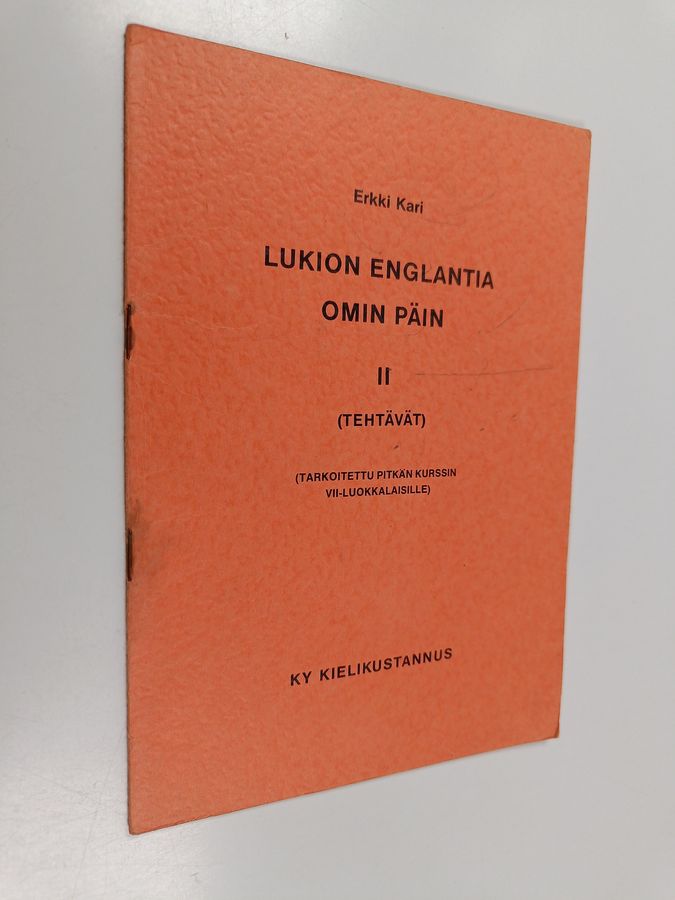 Erkki Kari
LUKION ENGLANTIA
OMIN PÄIN
II
(TEHTÄVÄT)
(TARKOITETTU PITKÄN KURSSIN
VII-LUOKKALAISILLE)
KY KIELIKUSTANNUS